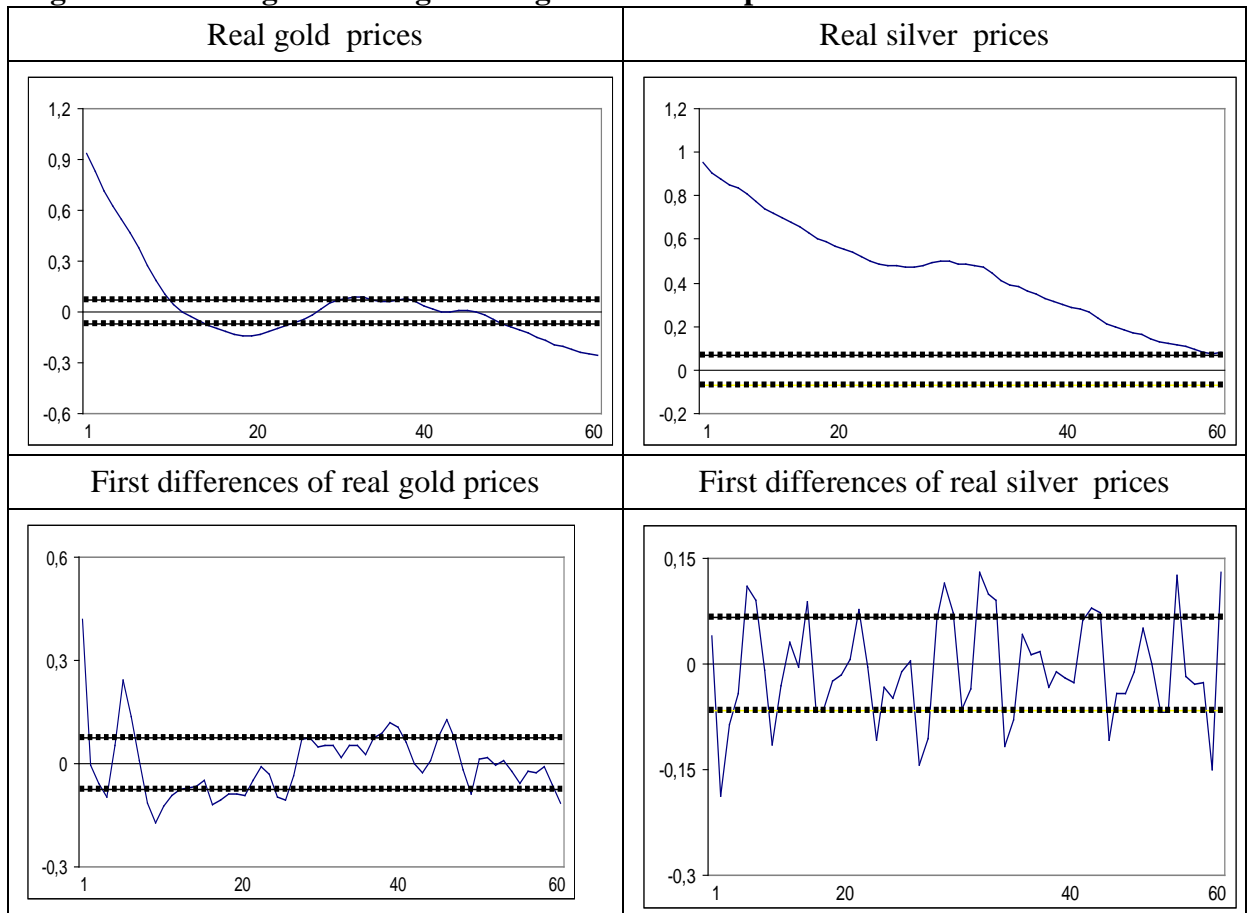 Real gold prices
Real silver prices
1,2
0,9
0,6
0,3
0
-0,3
-0,6
1 20 40 60
1,2
1
0,8
0,6
0,4
0,2
0
-0,2
1 20 40 60
First differences of real gold prices
First differences of real silver prices
0,6
0,3
0
-0,3
1 20 40 60
0,15
0
-0,15
-0,3
1 20 40 60